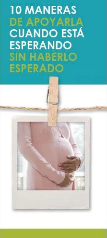 10 MANERAS
DE APOYARLA
CUANDO ESTÁ
ESPERANDO
SIN HABERLO
ESPERADO